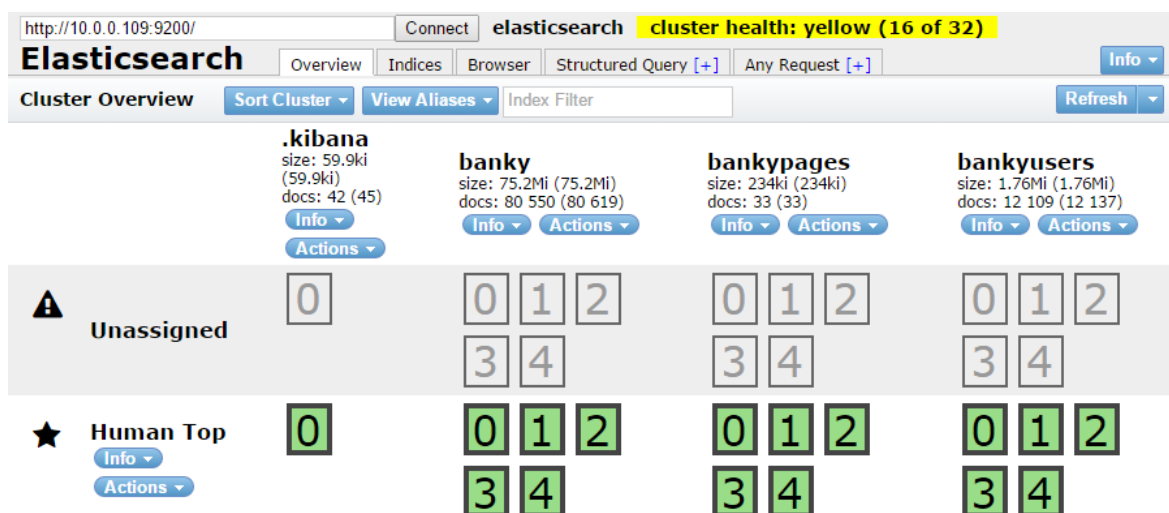 http://10.0.0.109:9200/ Connect elasticsearch cluster health: yellow (16 of 32)
Elasticsearch Overview Indices Browser Structured Query [+] Any Request [+] Info
Cluster Overview Sort Cluster View Aliases Index Filter Refresh
.kibana
size: 59.9ki
(59.9ki)
docs: 42 (45)
Info
Actions
banky
size: 75.2Mi (75.2Mi)
docs: 80 550 (80 619)
Info Actions
bankypages
size: 234ki (234ki)
docs: 33 (33)
Info Actions
bankyusers
size: 1.76Mi (1.76Mi)
docs: 12 109 (12 137)
Info Actions
Unassigned
0 0 1 2 0 1 2 0 1 2
3 4 3 4 3 4
Human Top
Info
Actions
0 0 1 2 0 1 2 0 1 2
3 4 3 4 3 4